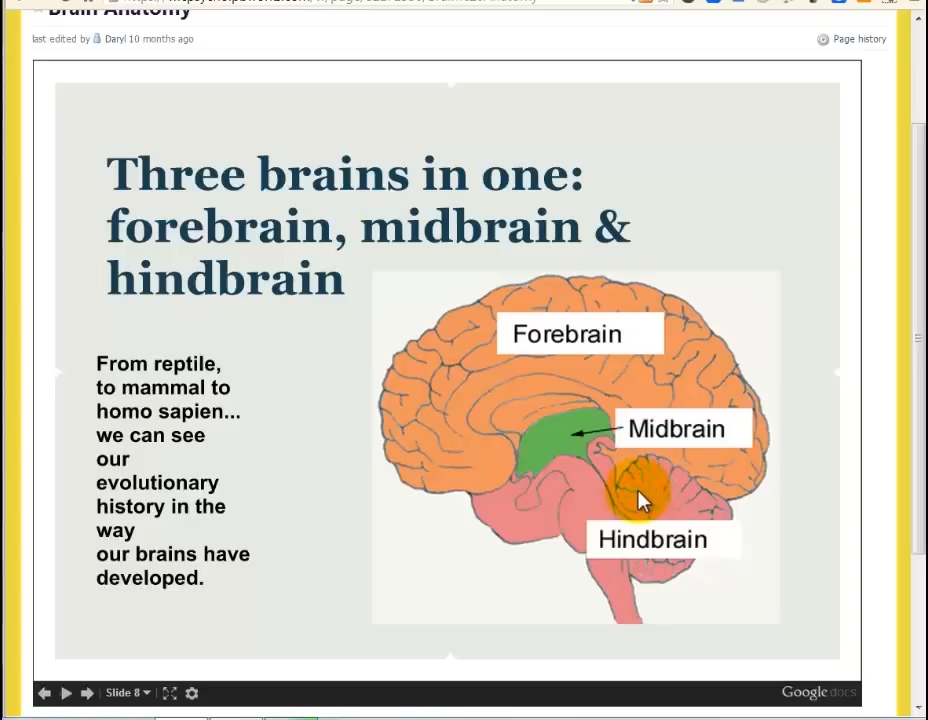 Brain Anatomy
last edited by Daryl 10 months ago
Page history
Three brains in one:
forebrain, midbrain &
hindbrain
Forebrain
From reptile,
to mammal to
homo sapien...
we can see
our
evolutionary
history in the
way
our brains have
developed.
Midbrain
Hindbrain
Slide 8
Google docs